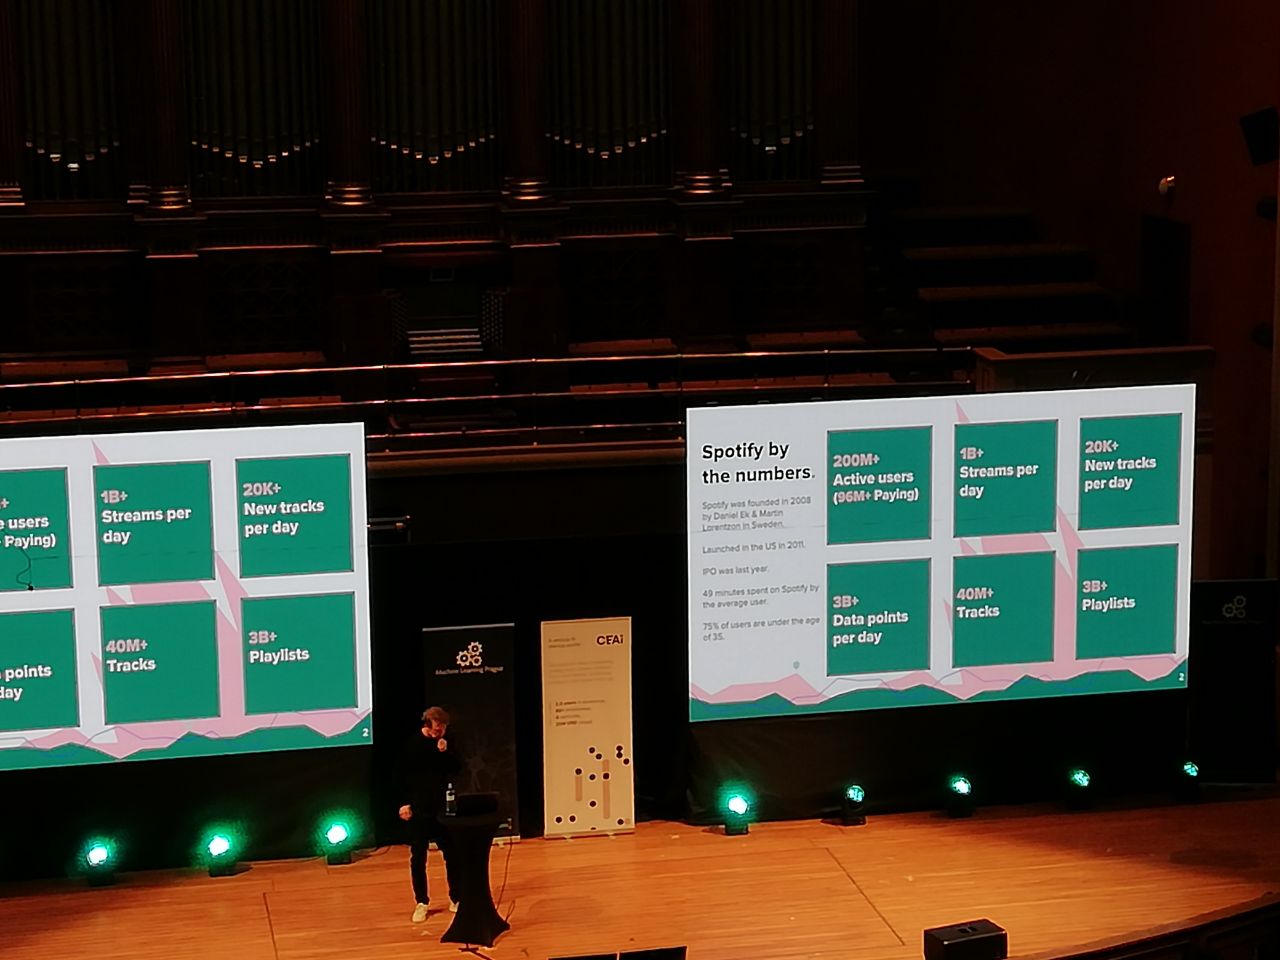 +
e users
Paying)
1B+
Streams per
day
20K+
New tracks
per day
points
day
40M+
Tracks
3B+
Playlists
2
Machine Learning Prague
CEAi
Spotify by
the numbers.
Spotify was founded in 2008
by Daniel Ek & Martin
Lorentzon in Sweden.
Launched in the US in 2011.
IPO was last year.
49 minutes spent on Spotify by
the average user.
75% of users are under the age
of 35.
200M+
Active users
(96M+ Paying)
1B+
Streams per
day
20K+
New tracks
per day
3B+
Data points
per day
40M+
Tracks
3B+
Playlists
2